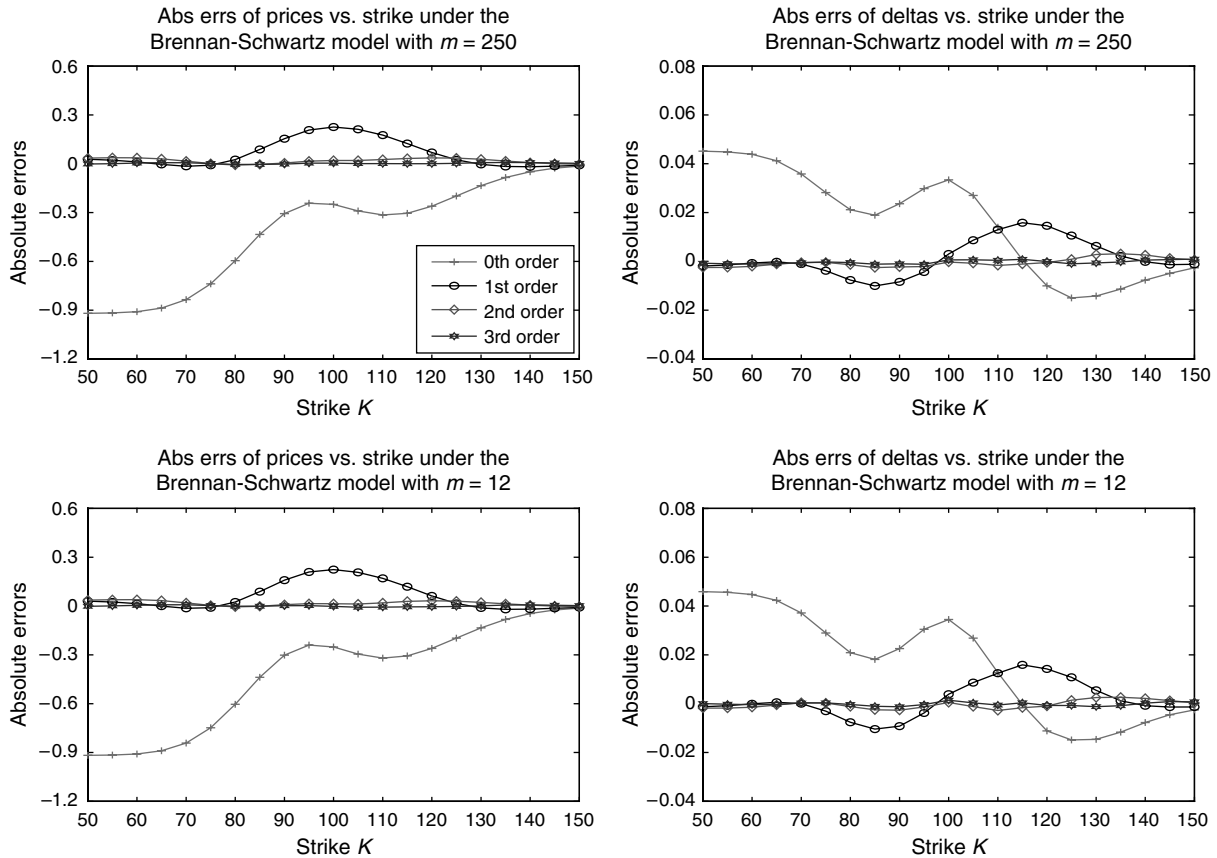 Abs errs of prices vs. strike under the
Brennan-Schwartz model with m = 250
0.6
0.3
0
−0.3
−0.6
−0.9
−1.2
Absolute errors
0th order
1st order
2nd order
3rd order
50 60 70 80 90 100 110 120 130 140 150
Strike K
Abs errs of deltas vs. strike under the
Brennan-Schwartz model with m = 250
0.08
0.06
0.04
0.02
0
−0.02
−0.04
Absolute errors
50 60 70 80 90 100 110 120 130 140 150
Strike K
Abs errs of prices vs. strike under the
Brennan-Schwartz model with m = 12
0.6
0.3
0
−0.3
−0.6
−0.9
−1.2
Absolute errors
50 60 70 80 90 100 110 120 130 140 150
Strike K
Abs errs of deltas vs. strike under the
Brennan-Schwartz model with m = 12
0.08
0.06
0.04
0.02
0
−0.02
−0.04
Absolute errors
50 60 70 80 90 100 110 120 130 140 150
Strike K